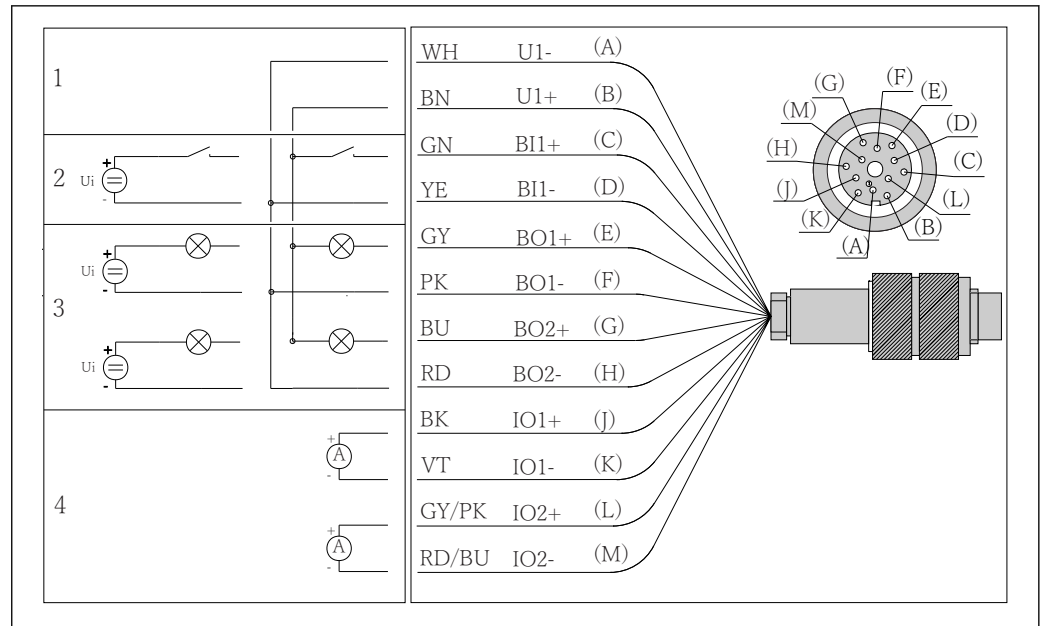 1
2
+
Ui
-
3
+
Ui
-
+
Ui
-
4
+
A
-
+
A
-
WH U1- (A)
BN U1+ (B)
GN BI1+ (C)
YE BI1- (D)
GY BO1+ (E)
PK BO1- (F)
BU BO2+ (G)
RD BO2- (H)
BK IO1+ (J)
VT IO1- (K)
GY/PK IO2+ (L)
RD/BU IO2- (M)
(F)
(G) (E)
(M) (D)
(H) (C)
(J) (L)
(K) (B)
(A)